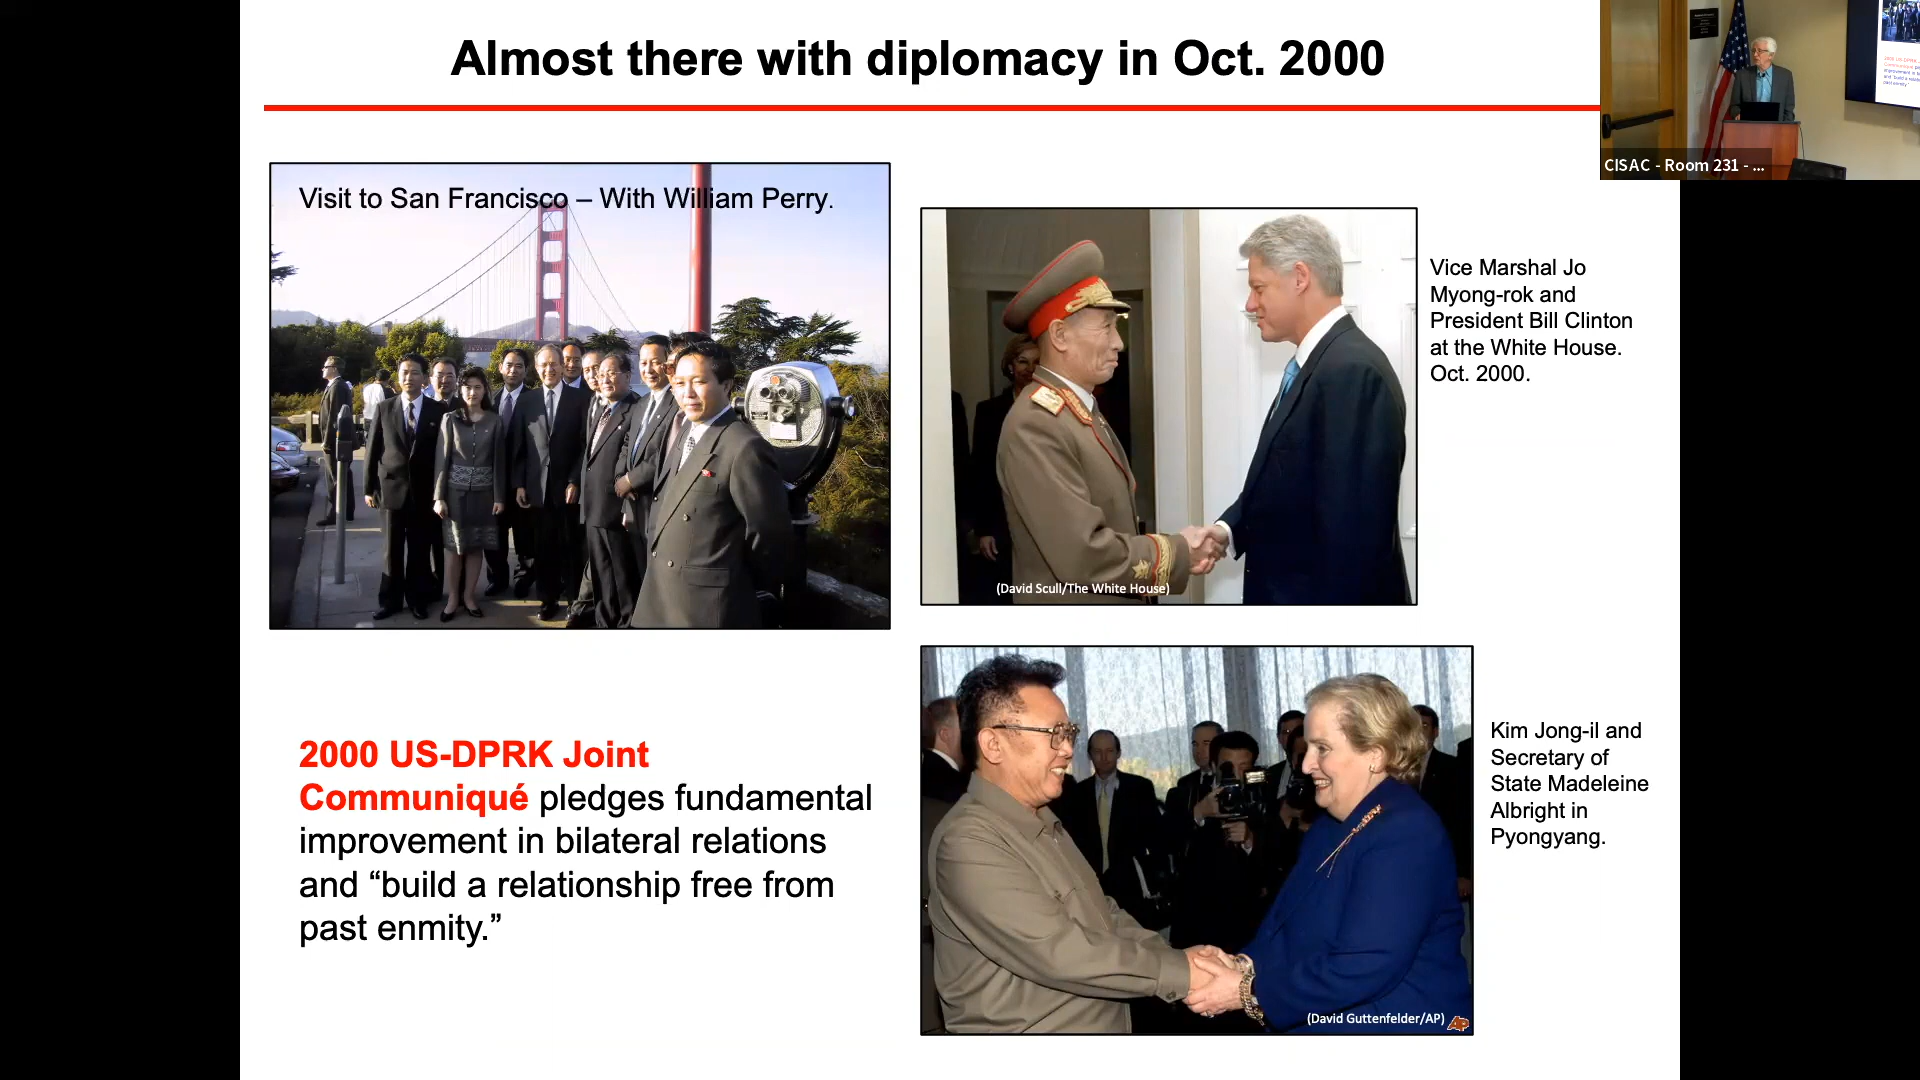 Almost there with diplomacy in Oct. 2000
CISAC - Room 231 - ...
Visit to San Francisco – With William Perry.
Vice Marshal Jo
Myong-rok and
President Bill Clinton
at the White House.
Oct. 2000.
(David Scull/The White House)
2000 US-DPRK Joint
Communiqué pledges fundamental
improvement in bilateral relations
and “build a relationship free from
past enmity.”
Kim Jong-il and
Secretary of
State Madeleine
Albright in
Pyongyang.
(David Guttenfelder/AP)
AP